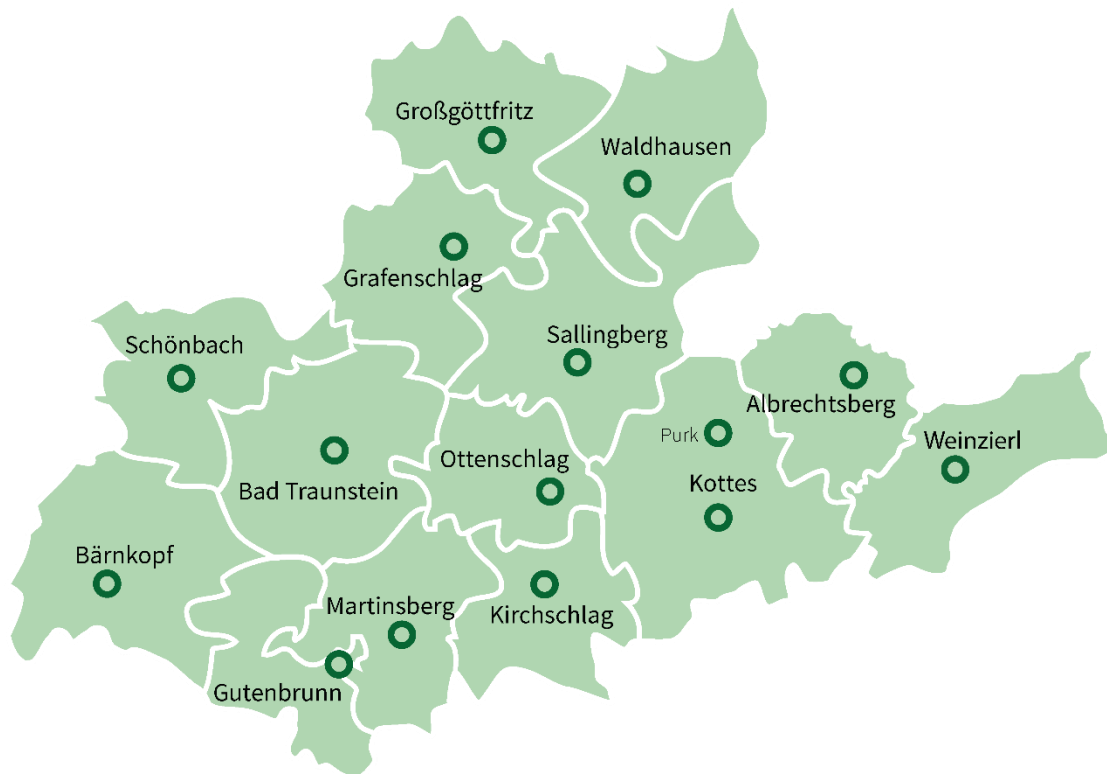 Großgöttfritz
Waldhausen
Grafenschlag
Sallingberg
Schönbach
Albrechtsberg
Purk
Weinzierl
Ottenschlag
Bad Traunstein
Kottes
Bärnkopf
Martinsberg
Kirchschlag
Gutenbrunn